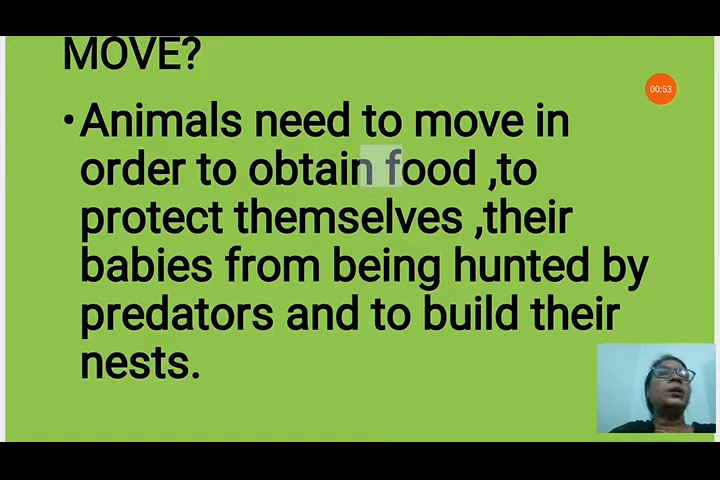 MOVE?
00:53
•Animals need to move in
order to obtain food ,to
protect themselves ,their
babies from being hunted by
predators and to build their
nests.